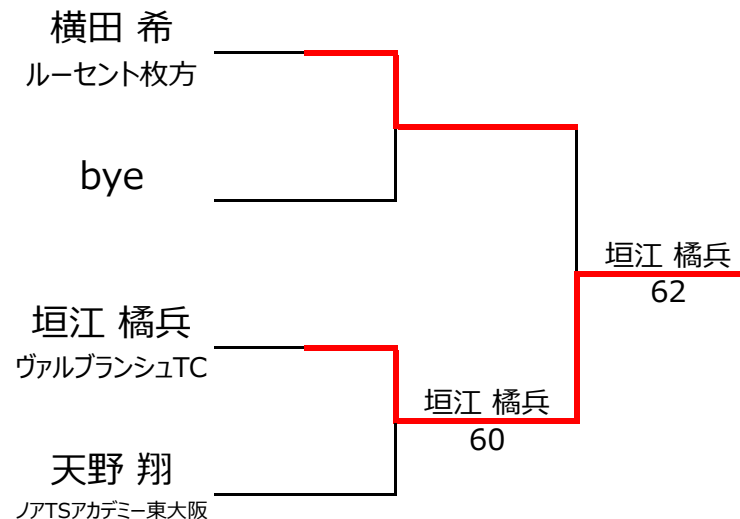 横田 希
ルーセント枚方
bye
垣江 橘兵
62
垣江 橘兵
ヴァルブランシュTC
垣江 橘兵
60
天野 翔
ノアTSアカデミー東大阪